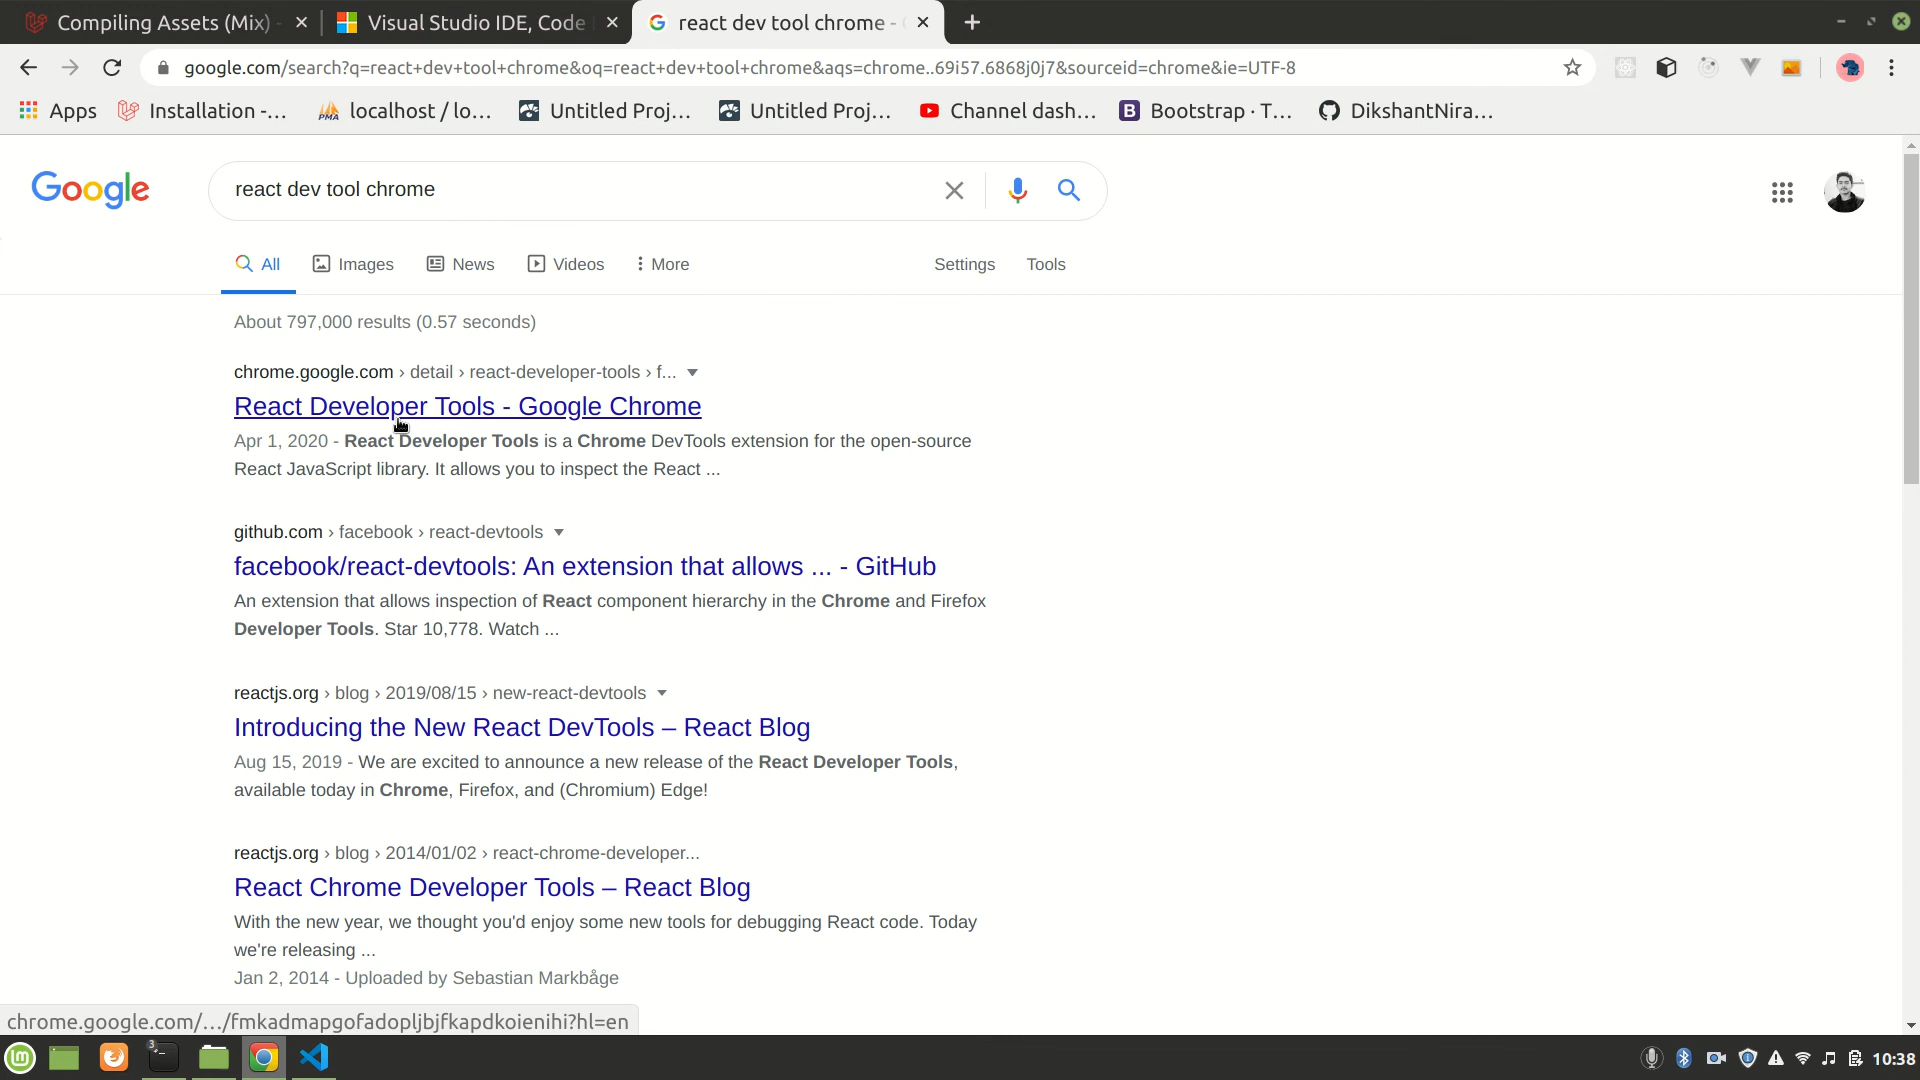 Compiling Assets (Mix)
Visual Studio IDE, Code
react dev tool chrome -
google.com/search?q=react+dev+tool+chrome&oq=react+dev+tool+chrome&aqs=chrome..69i57.6868j0j7&sourceid=chrome&ie=UTF-8
Apps
Installation -...
PMA
localhost / lo...
Untitled Proj...
Untitled Proj...
Channel dash...
B
Bootstrap · T...
DikshantNira...
Google
react dev tool chrome
All
Images
News
Videos
More
Settings
Tools
About 797,000 results (0.57 seconds)
chrome.google.com › detail › react-developer-tools › f...
React Developer Tools - Google Chrome
Apr 1, 2020 - React Developer Tools is a Chrome DevTools extension for the open-source
React JavaScript library. It allows you to inspect the React ...
github.com › facebook › react-devtools
facebook/react-devtools: An extension that allows ... - GitHub
An extension that allows inspection of React component hierarchy in the Chrome and Firefox
Developer Tools. Star 10,778. Watch ...
reactjs.org › blog › 2019/08/15 › new-react-devtools
Introducing the New React DevTools – React Blog
Aug 15, 2019 - We are excited to announce a new release of the React Developer Tools,
available today in Chrome, Firefox, and (Chromium) Edge!
reactjs.org › blog › 2014/01/02 › react-chrome-developer...
React Chrome Developer Tools – React Blog
With the new year, we thought you'd enjoy some new tools for debugging React code. Today
we're releasing ...
Jan 2, 2014 - Uploaded by Sebastian Markbåge
chrome.google.com/.../fmkadmapgofadopljbjfkapdkoienihi?hl=en
3
10:38